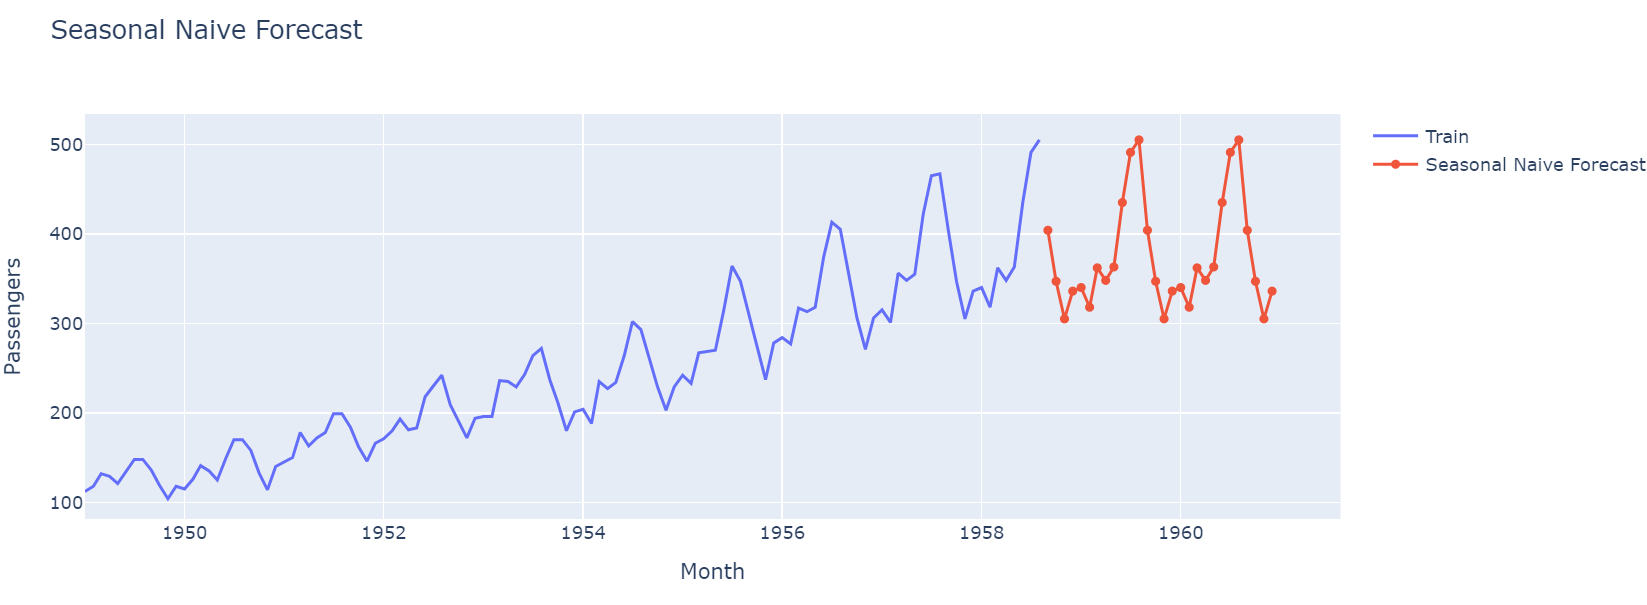 Seasonal Naive Forecast
500
400
300
200
100
Passengers
1950 1952 1954 1956 1958 1960
Month
Train
Seasonal Naive Forecast